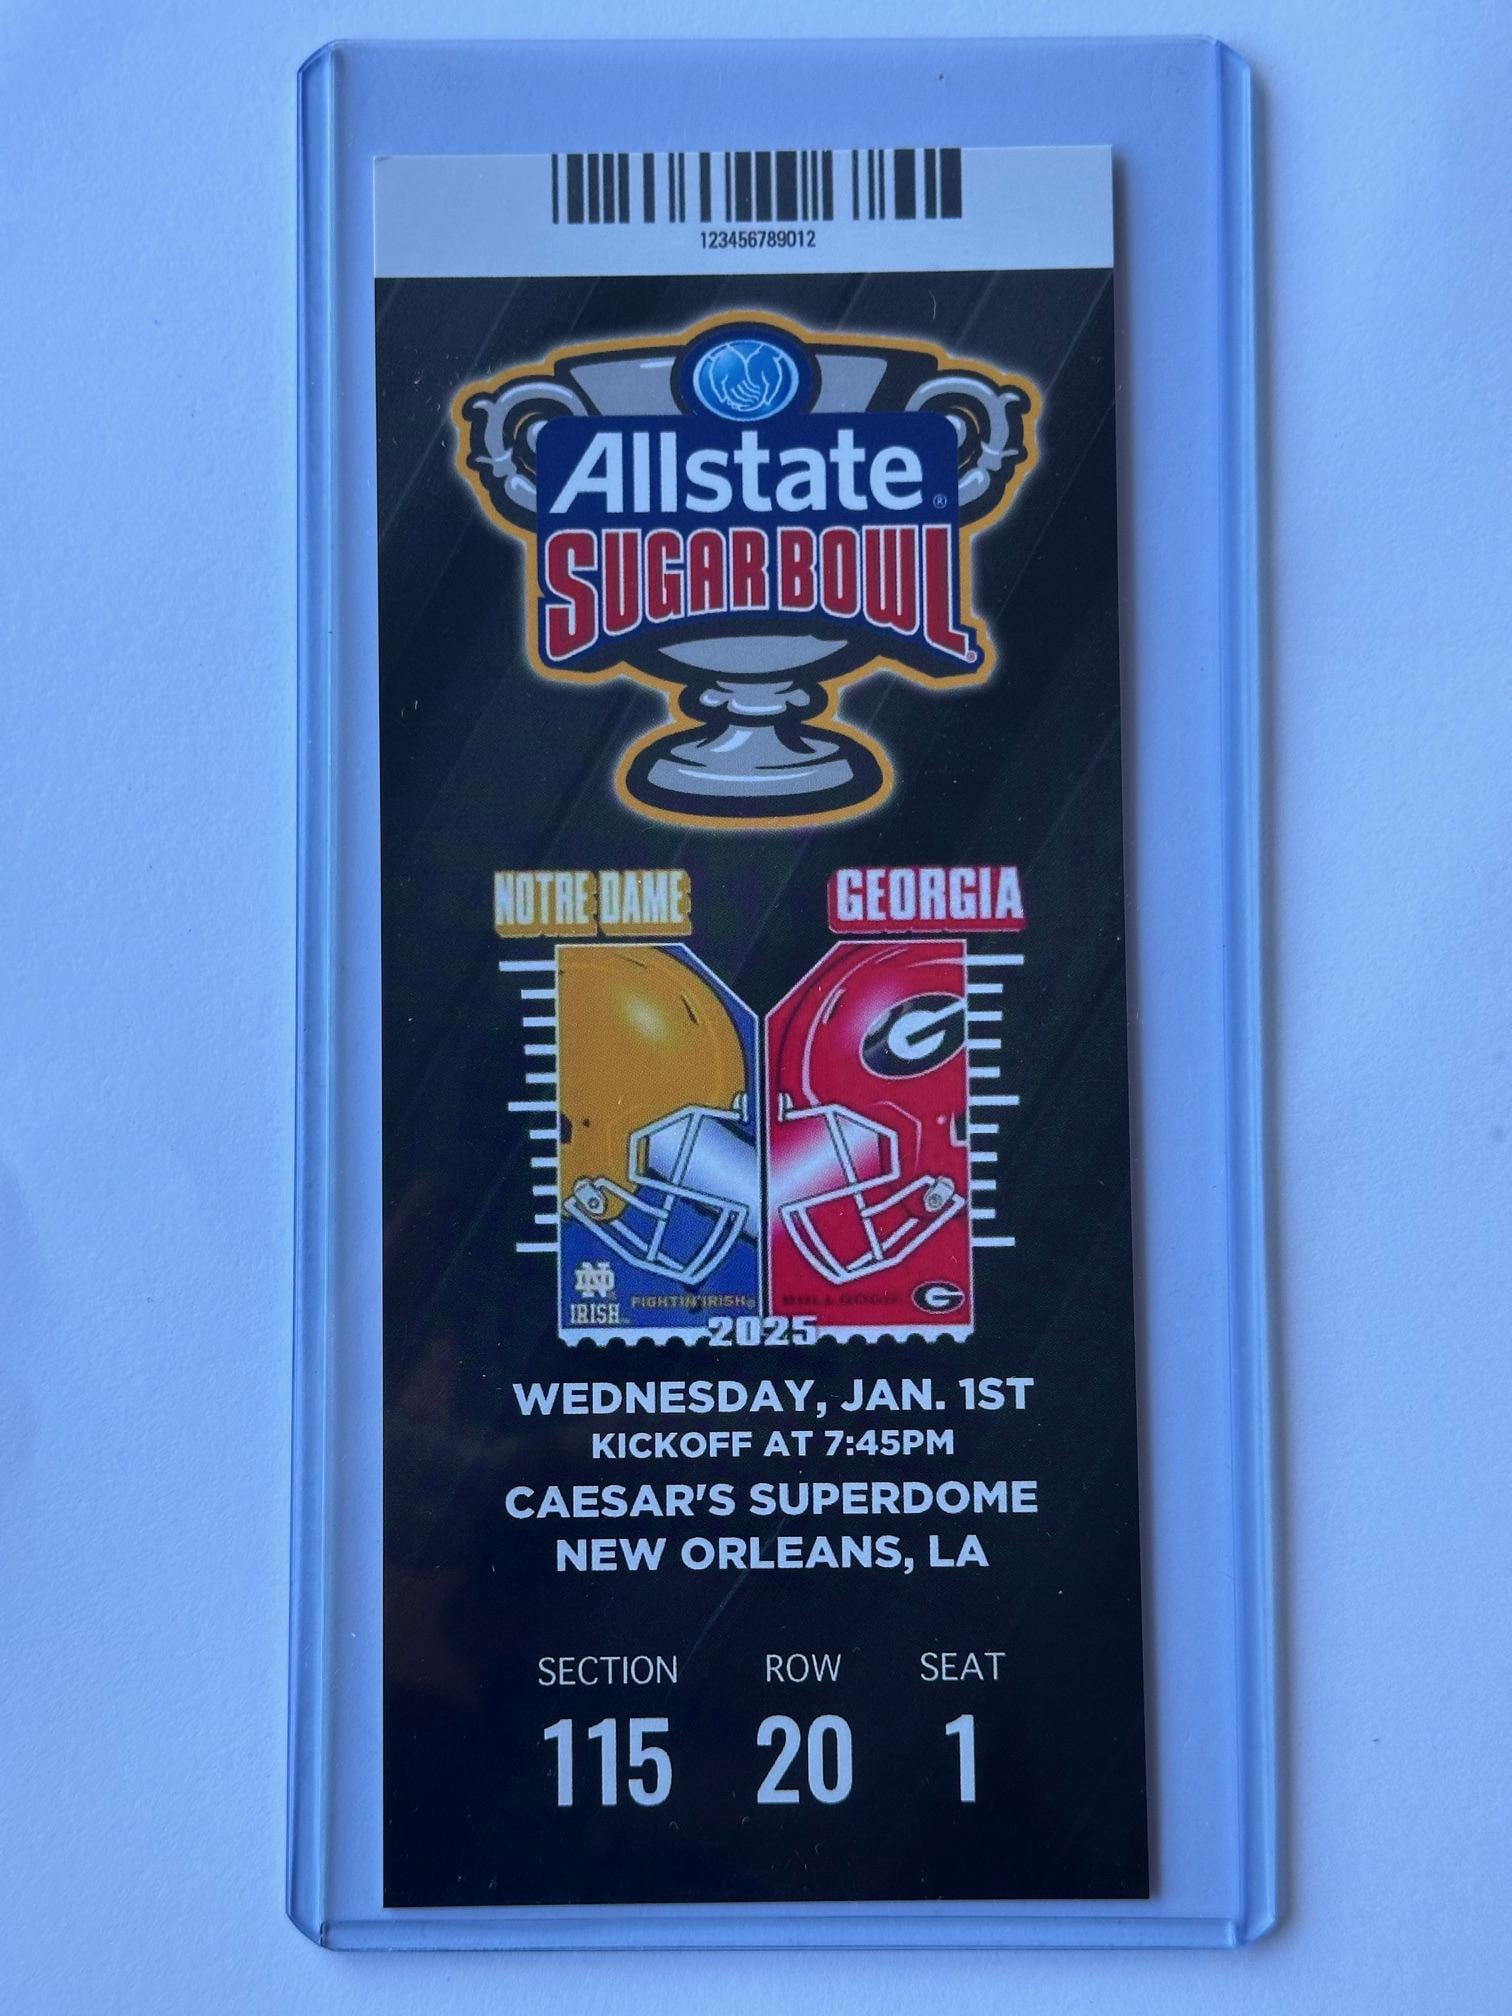 123456789012
Allstate®
SUGAR BOWL®
NOTRE DAME GEORGIA
G
ND
IRISH FIGHTIN' IRISH® BULLDOGS G
2025
WEDNESDAY, JAN. 1ST
KICKOFF AT 7:45PM
CAESAR'S SUPERDOME
NEW ORLEANS, LA
SECTION ROW SEAT
115 20 1